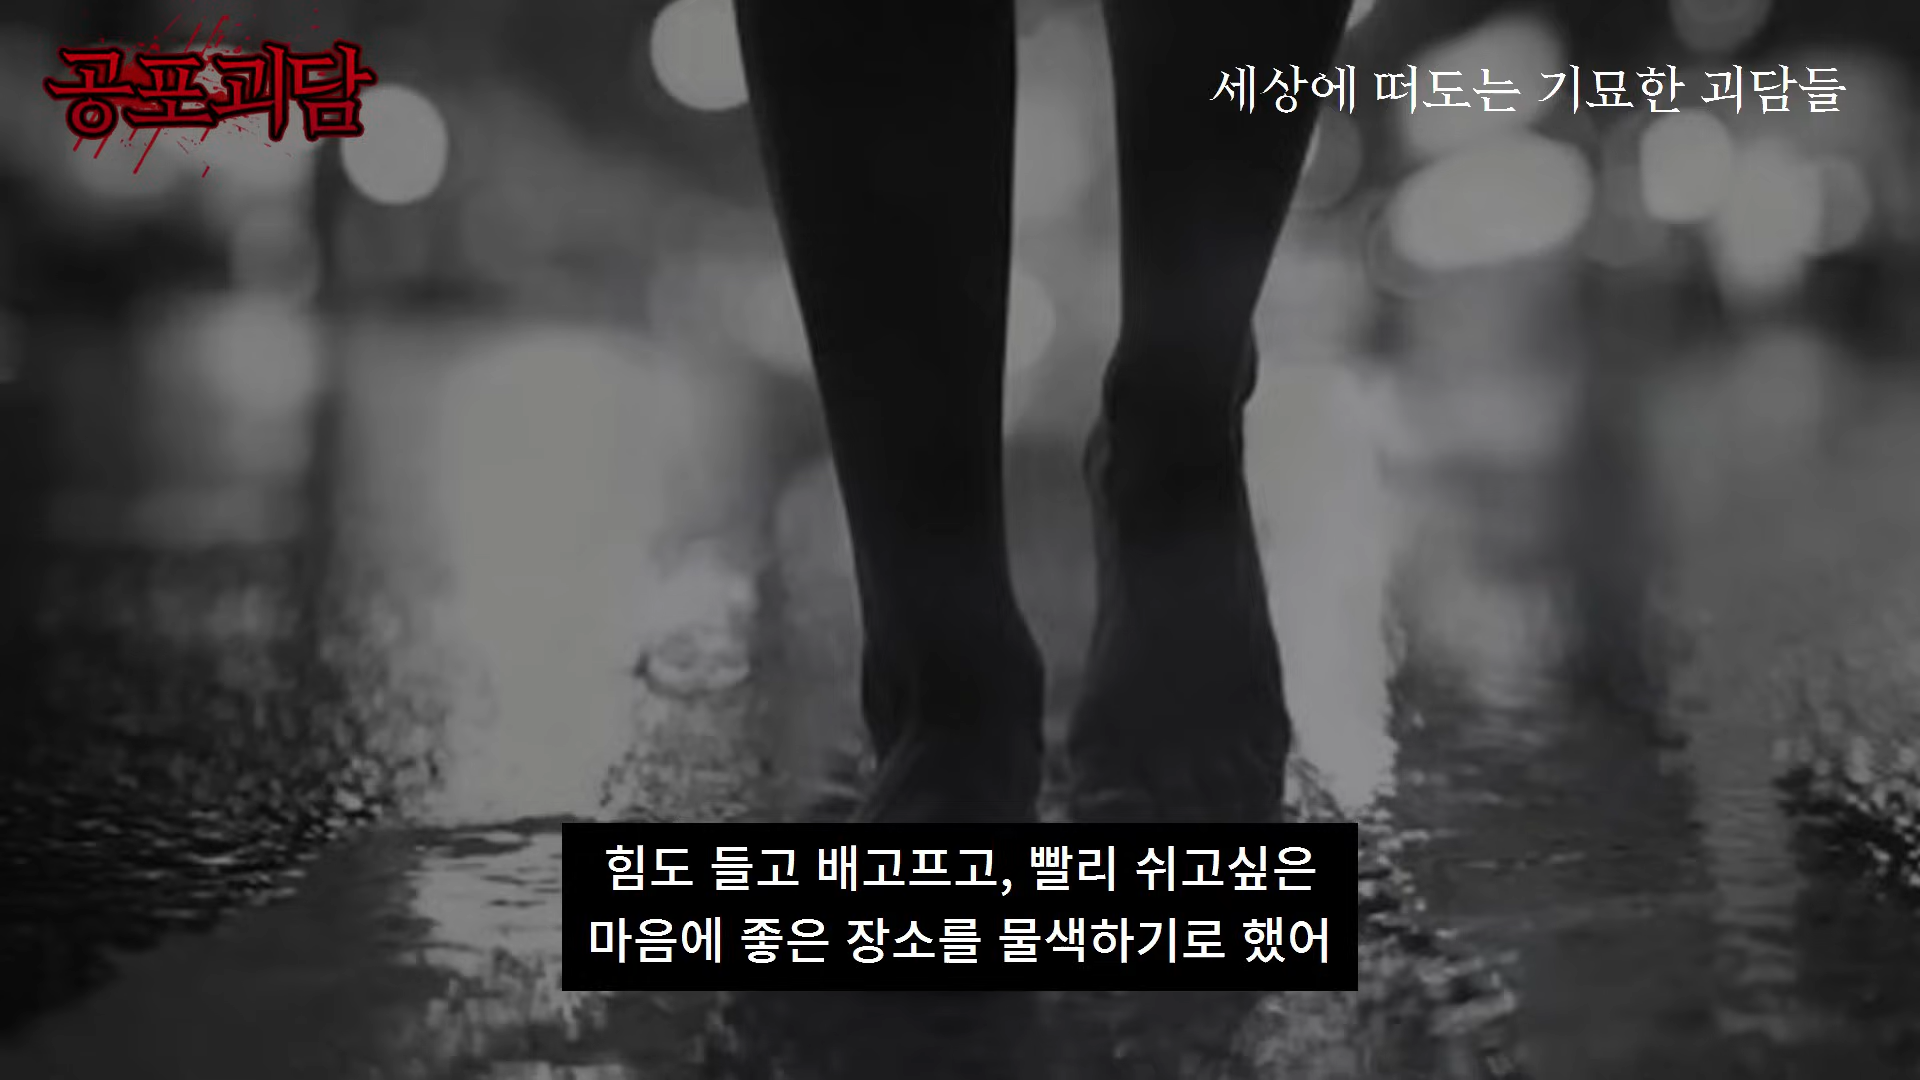 공포괴담
세상에 떠도는 기묘한 괴담들
힘도 들고 배고프고, 빨리 쉬고싶은
마음에 좋은 장소를 물색하기로 했어